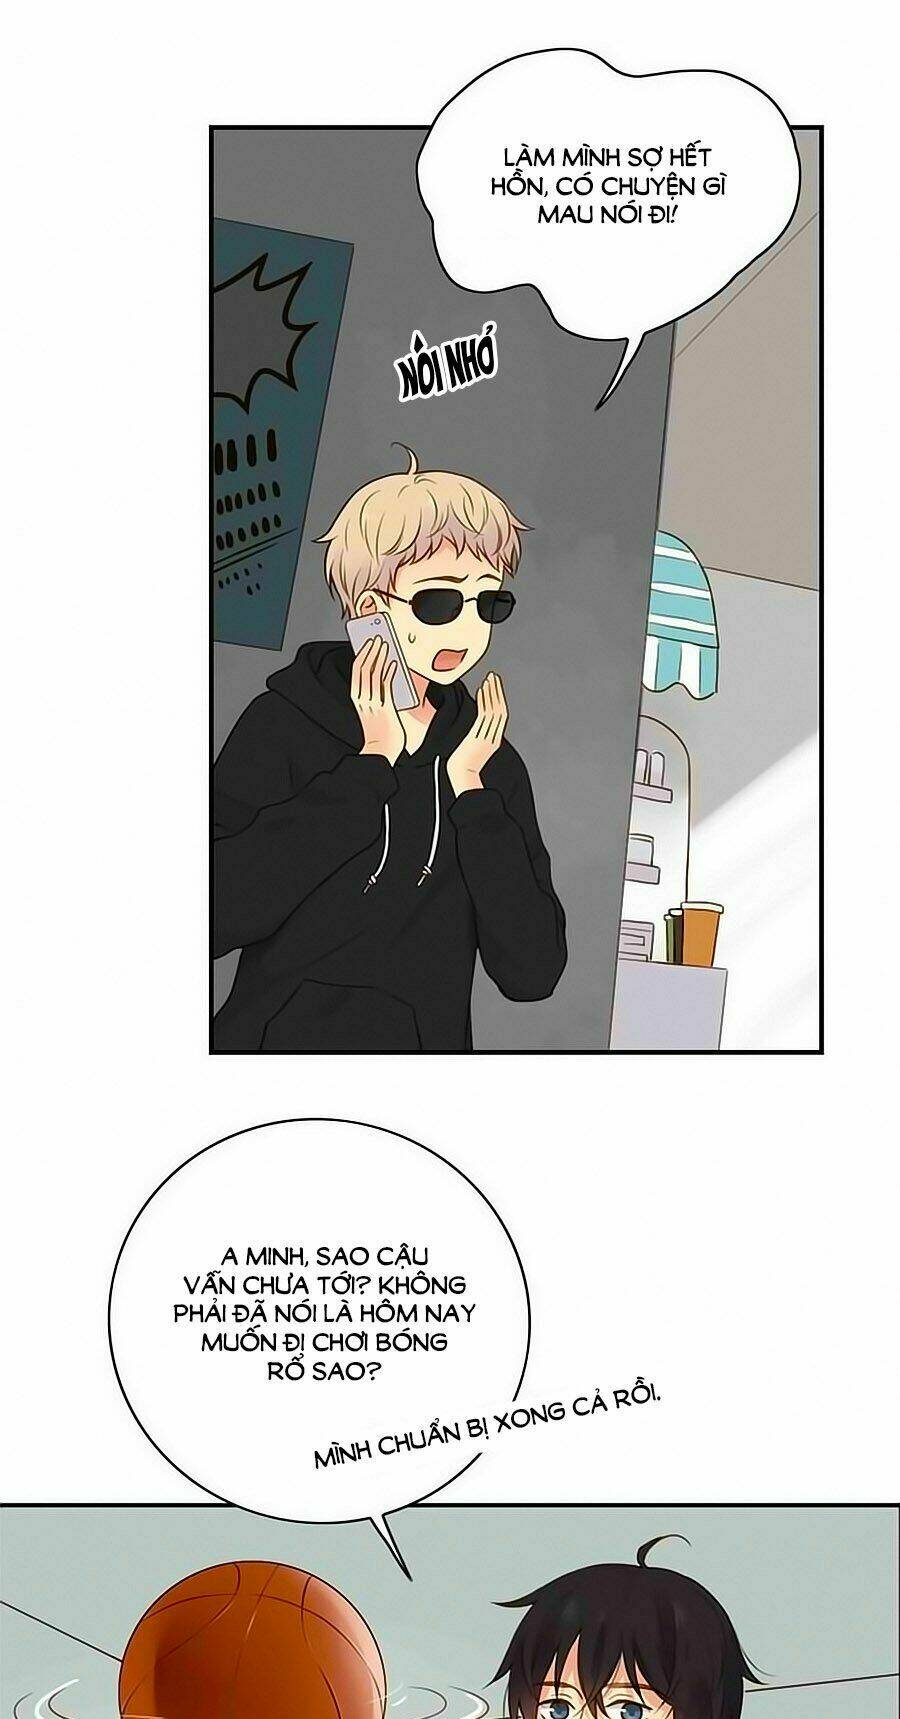 LÀM MÌNH SỢ HẾT
HỒN, CÓ CHUYỆN GÌ
MAU NÓI ĐI!
NÔI NHỎ
A MINH, SAO CẬU
VẪN CHƯA TỚI? KHÔNG
PHẢI ĐÃ NÓI LÀ HÔM NAY
MUỐN ĐI CHƠI BÓNG
RỔ SAO?
MÌNH CHUẨN BỊ XONG CẢ RỒI.